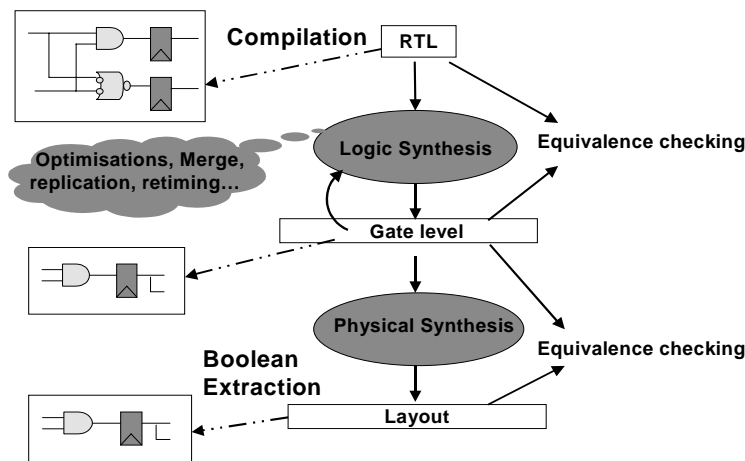 Compilation
RTL
Optimisations, Merge,
replication, retiming...
Logic Synthesis
Equivalence checking
Gate level
Physical Synthesis
Equivalence checking
Boolean
Extraction
Layout